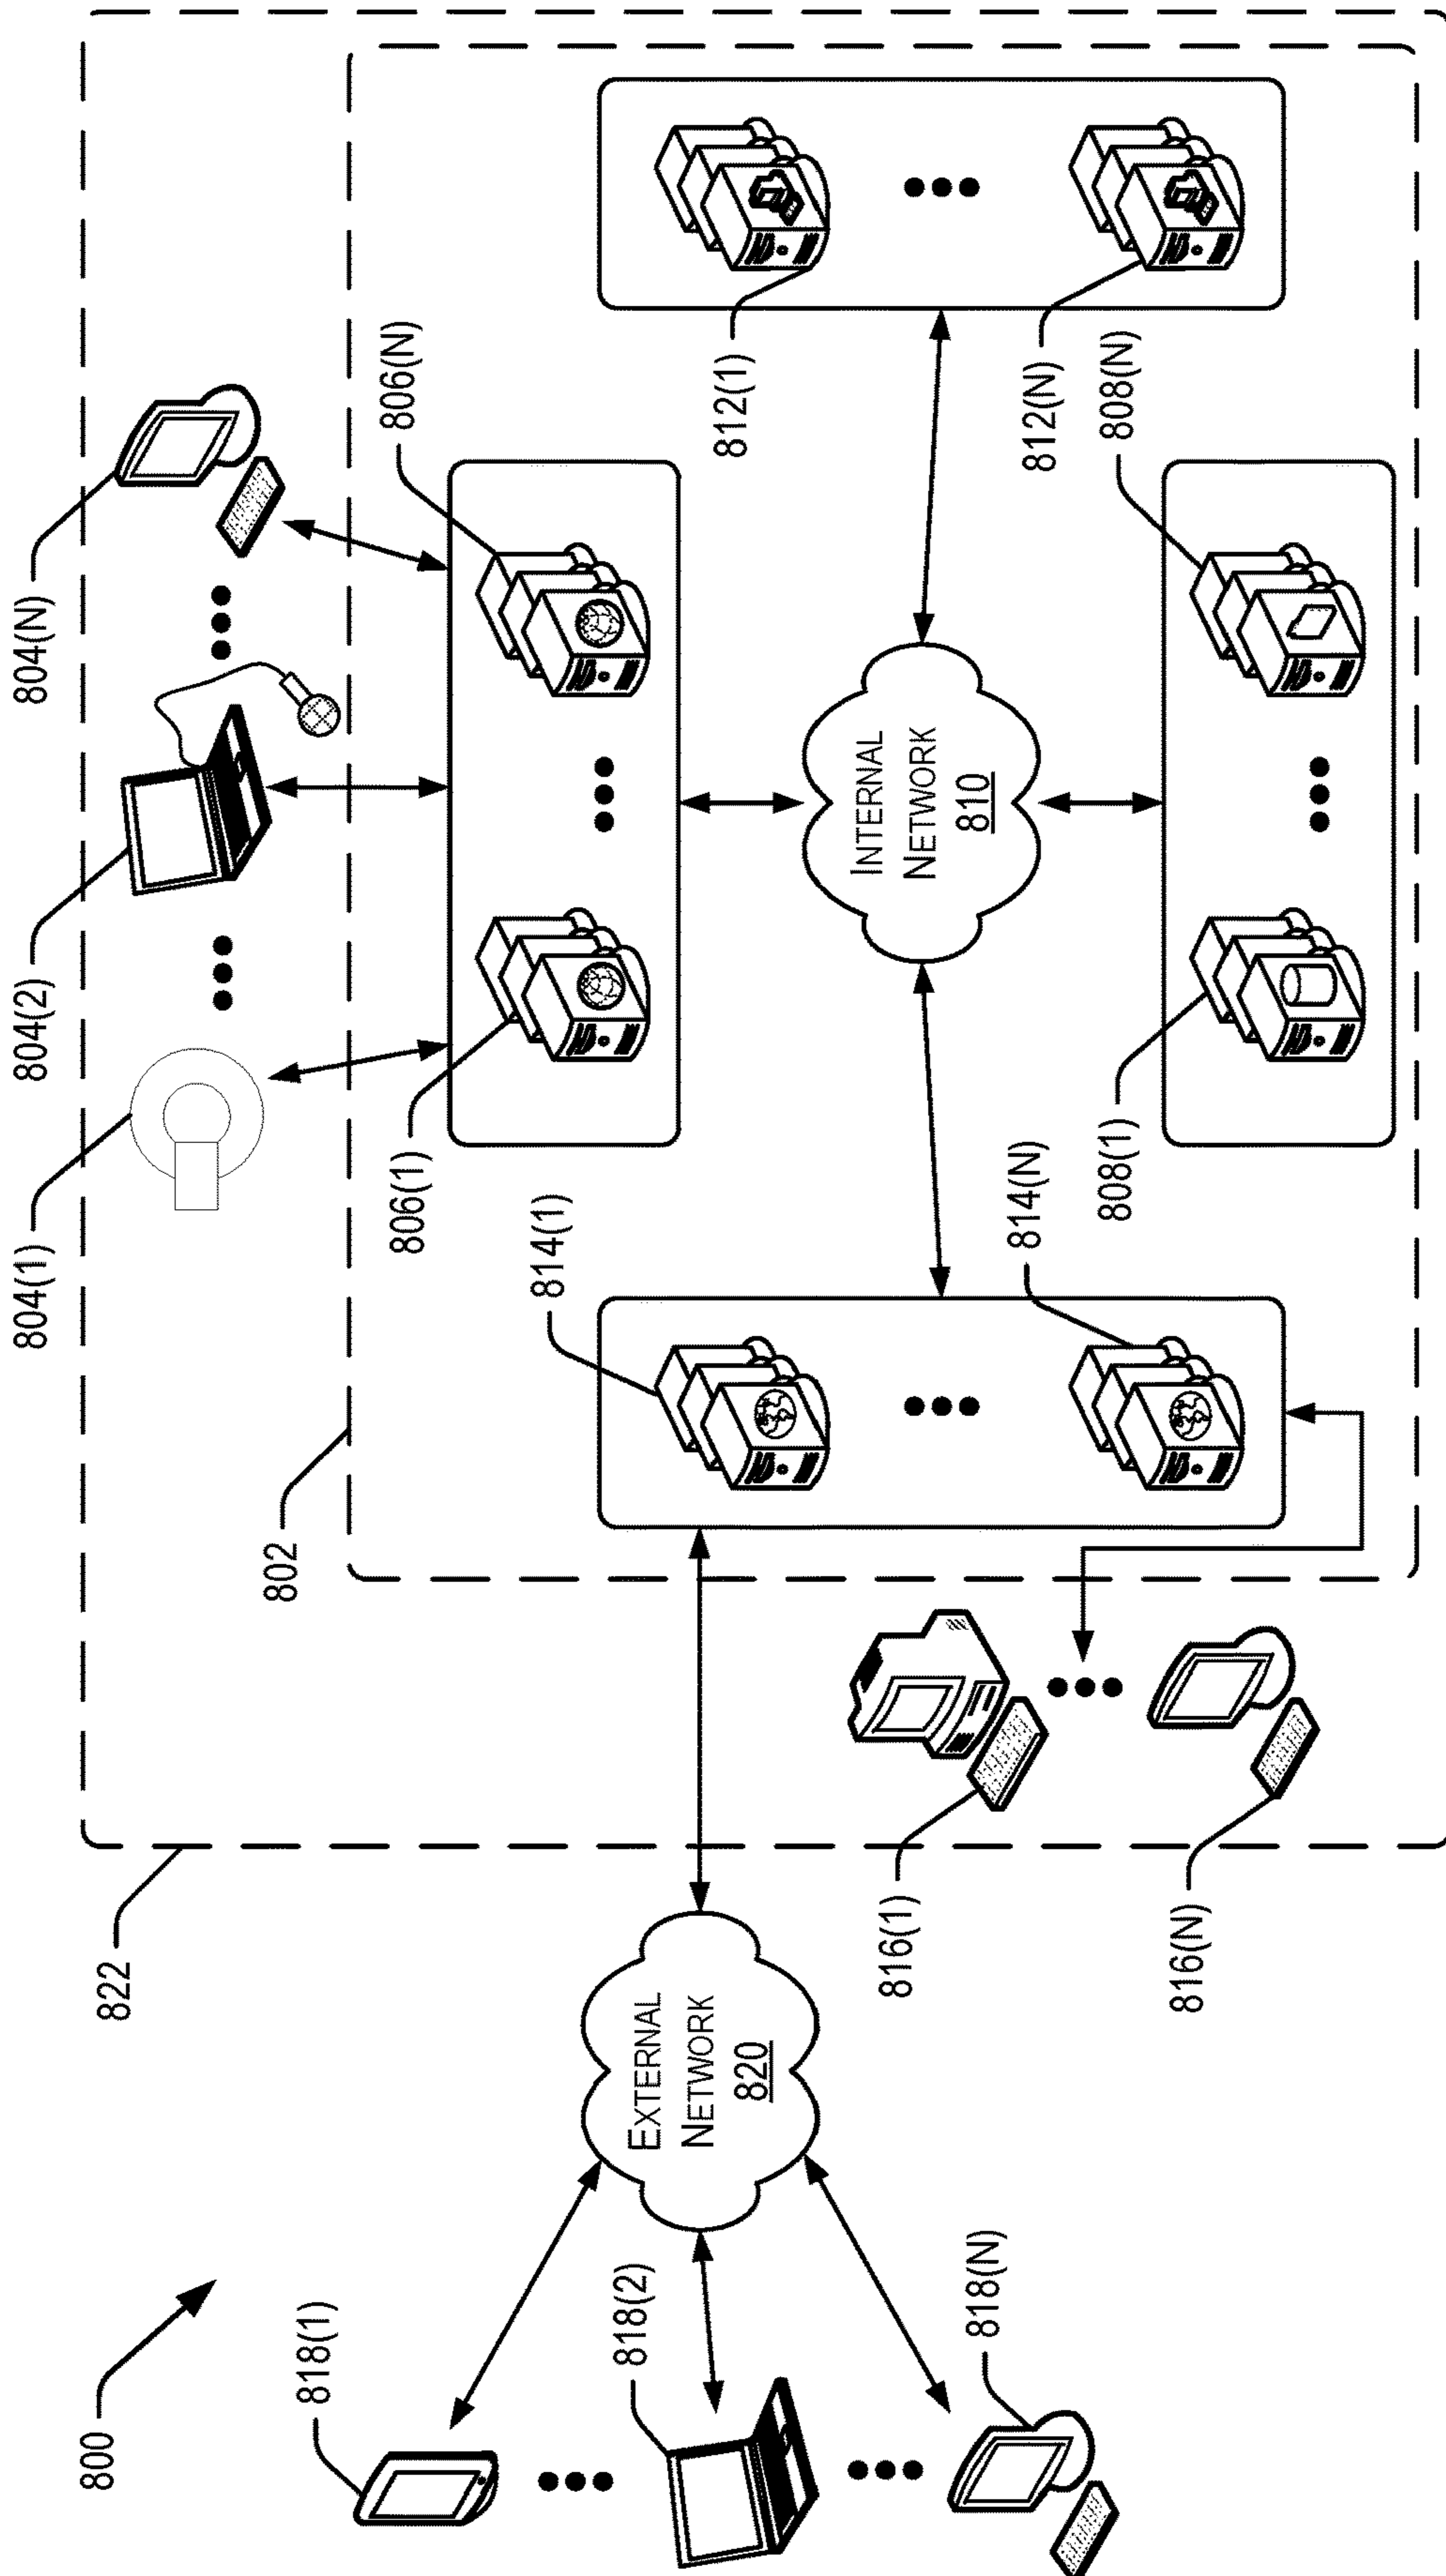 800
822
802
804(1)
804(2)
804(N)
806(1)
806(N)
814(1)
814(N)
812(1)
812(N)
808(1)
808(N)
INTERNAL
NETWORK
810
EXTERNAL
NETWORK
820
816(1)
816(N)
818(1)
818(2)
818(N)